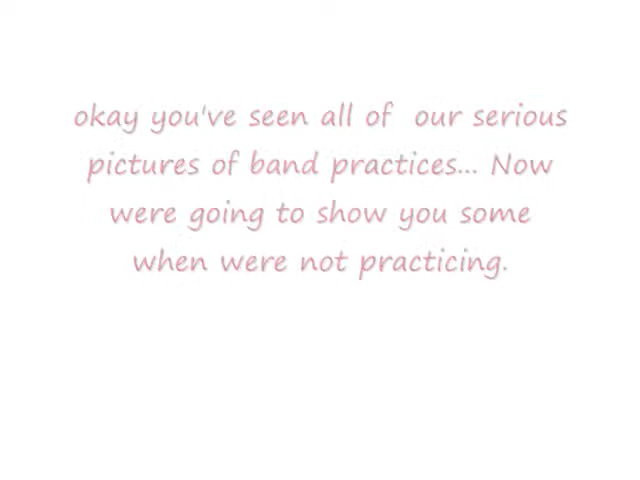 okay you've seen all of  our serious
pictures of band practices... Now
were going to show you some
when were not practicing.